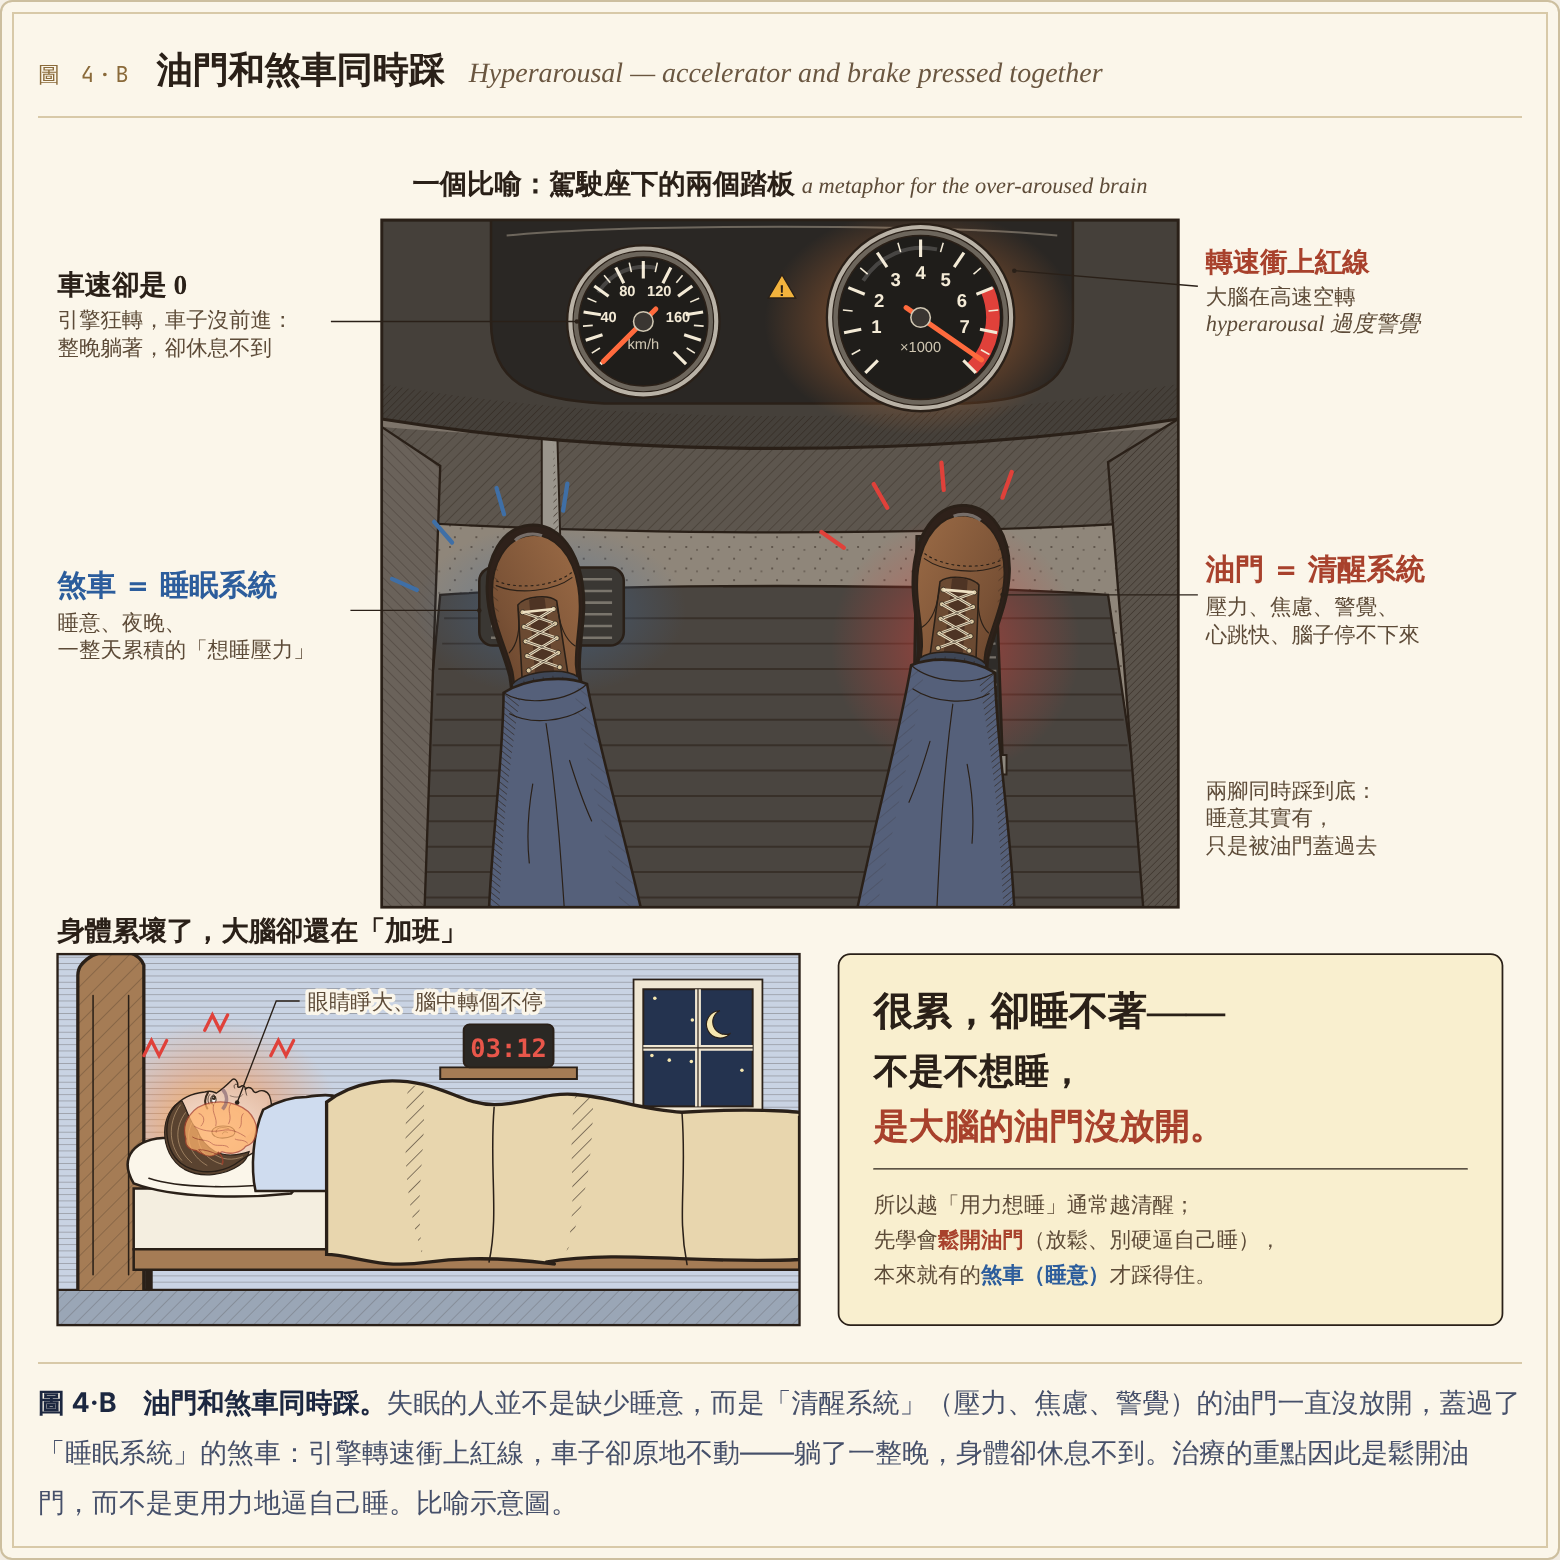 圖 4·B 油門和煞車同時踩 Hyperarousal — accelerator and brake pressed together
一個比喻：駕駛座下的兩個踏板 a metaphor for the over-aroused brain
車速卻是 0
引擎狂轉，車子沒前進：
整晚躺著，卻休息不到
40
80
120
160
km/h
!
1
2
3
4
5
6
7
×1000
轉速衝上紅線
大腦在高速空轉
hyperarousal 過度警覺
煞車 ＝ 睡眠系統
睡意、夜晚、
一整天累積的「想睡壓力」
油門 ＝ 清醒系統
壓力、焦慮、警覺、
心跳快、腦子停不下來
兩腳同時踩到底：
睡意其實有，
只是被油門蓋過去
身體累壞了，大腦卻還在「加班」
眼睛睜大、腦中轉個不停
03:12
很累，卻睡不著——
不是不想睡，
是大腦的油門沒放開。
所以越「用力想睡」通常越清醒；
先學會鬆開油門（放鬆、別硬逼自己睡），
本來就有的煞車（睡意）才踩得住。
圖 4·B 油門和煞車同時踩。失眠的人並不是缺少睡意，而是「清醒系統」（壓力、焦慮、警覺）的油門一直沒放開，蓋過了
「睡眠系統」的煞車：引擎轉速衝上紅線，車子卻原地不動——躺了一整晚，身體卻休息不到。治療的重點因此是鬆開油
門，而不是更用力地逼自己睡。比喻示意圖。